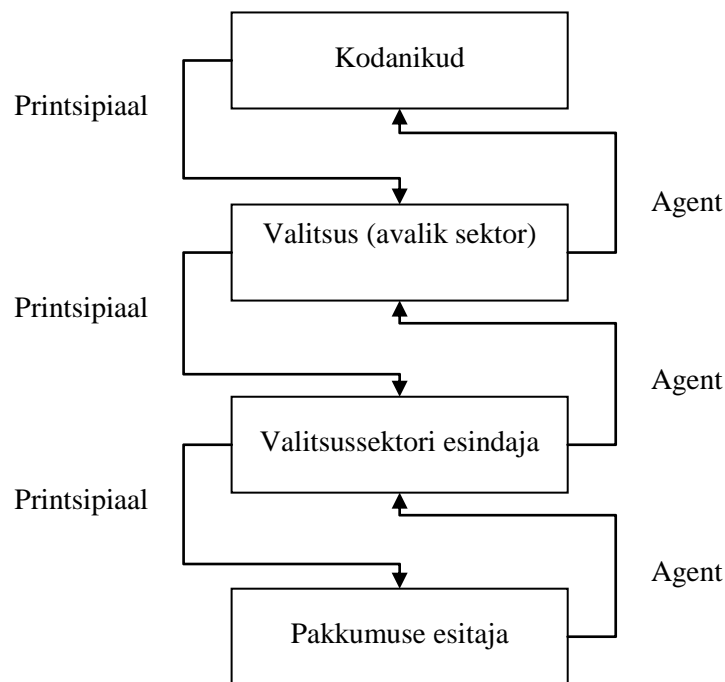 Kodanikud
Printsipiaal
Agent
Valitsus (avalik sektor)
Printsipiaal
Agent
Valitsussektori esindaja
Printsipiaal
Agent
Pakkumuse esitaja